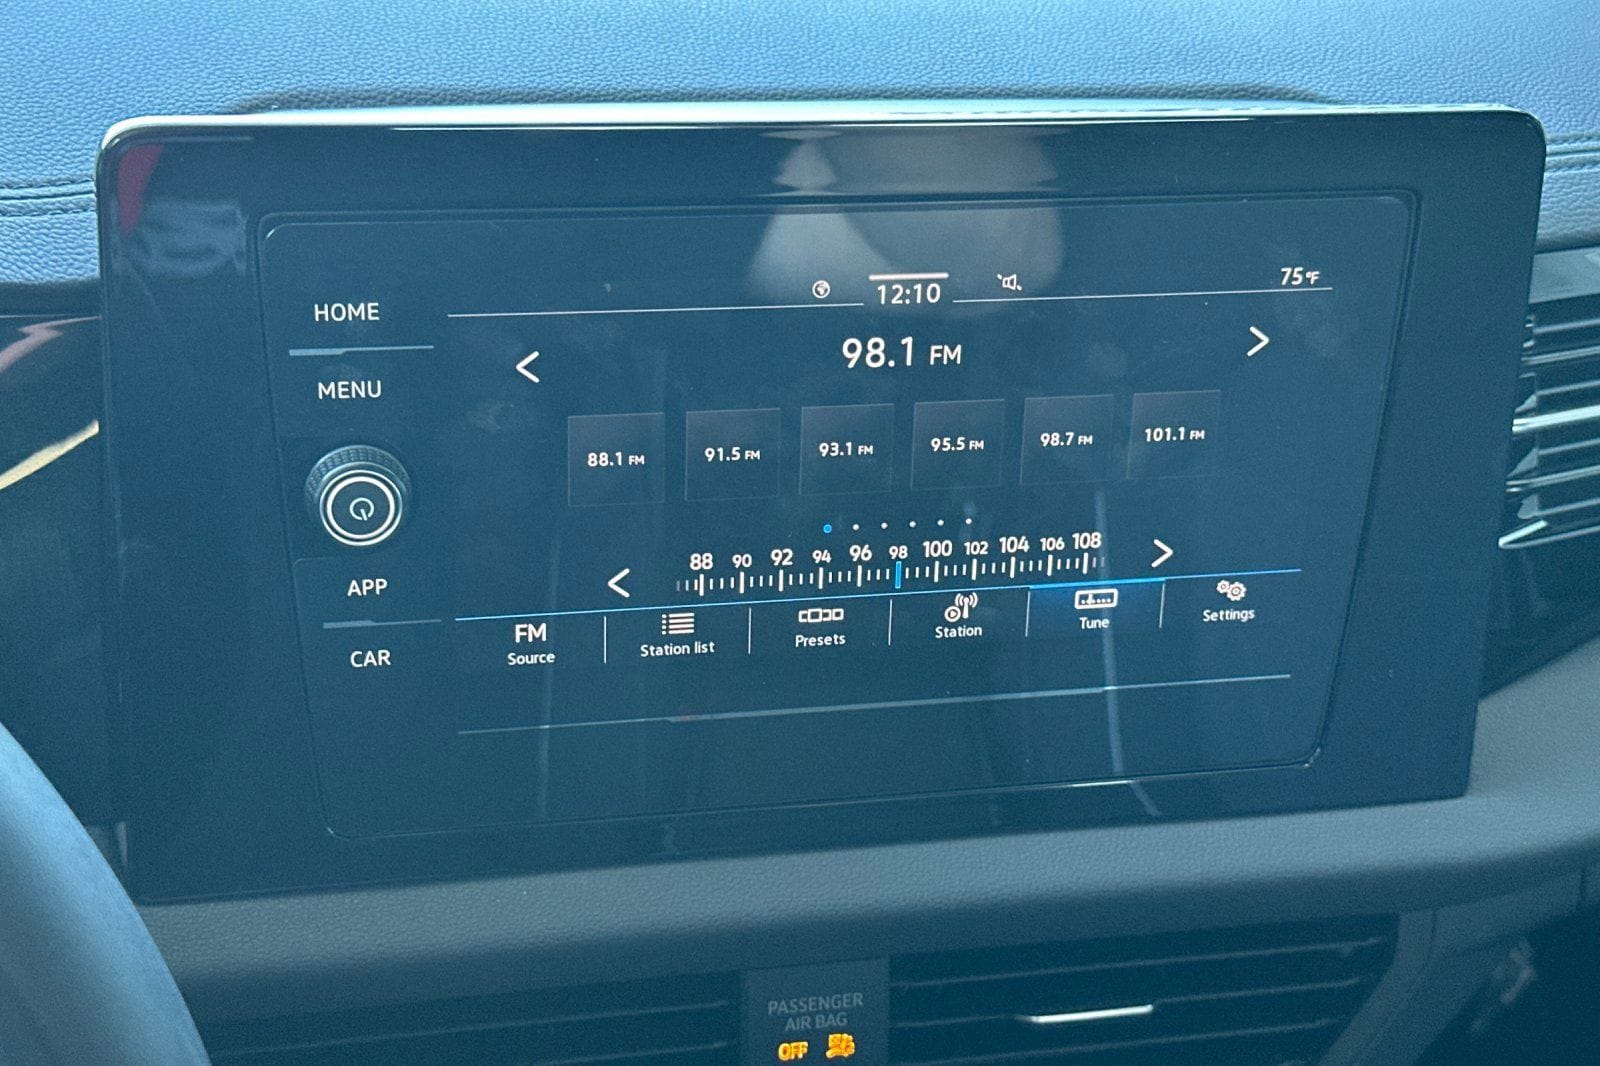 12:10
75°F
HOME
98.1 FM
MENU
88.1 FM 91.5 FM 93.1 FM 95.5 FM 98.7 FM 101.1 FM
88 90 92 94 96 98 100 102 104 106 108
APP
CAR
FM
Source
Station list
Presets
Station
Tune
Settings
PASSENGER
AIR BAG
OFF